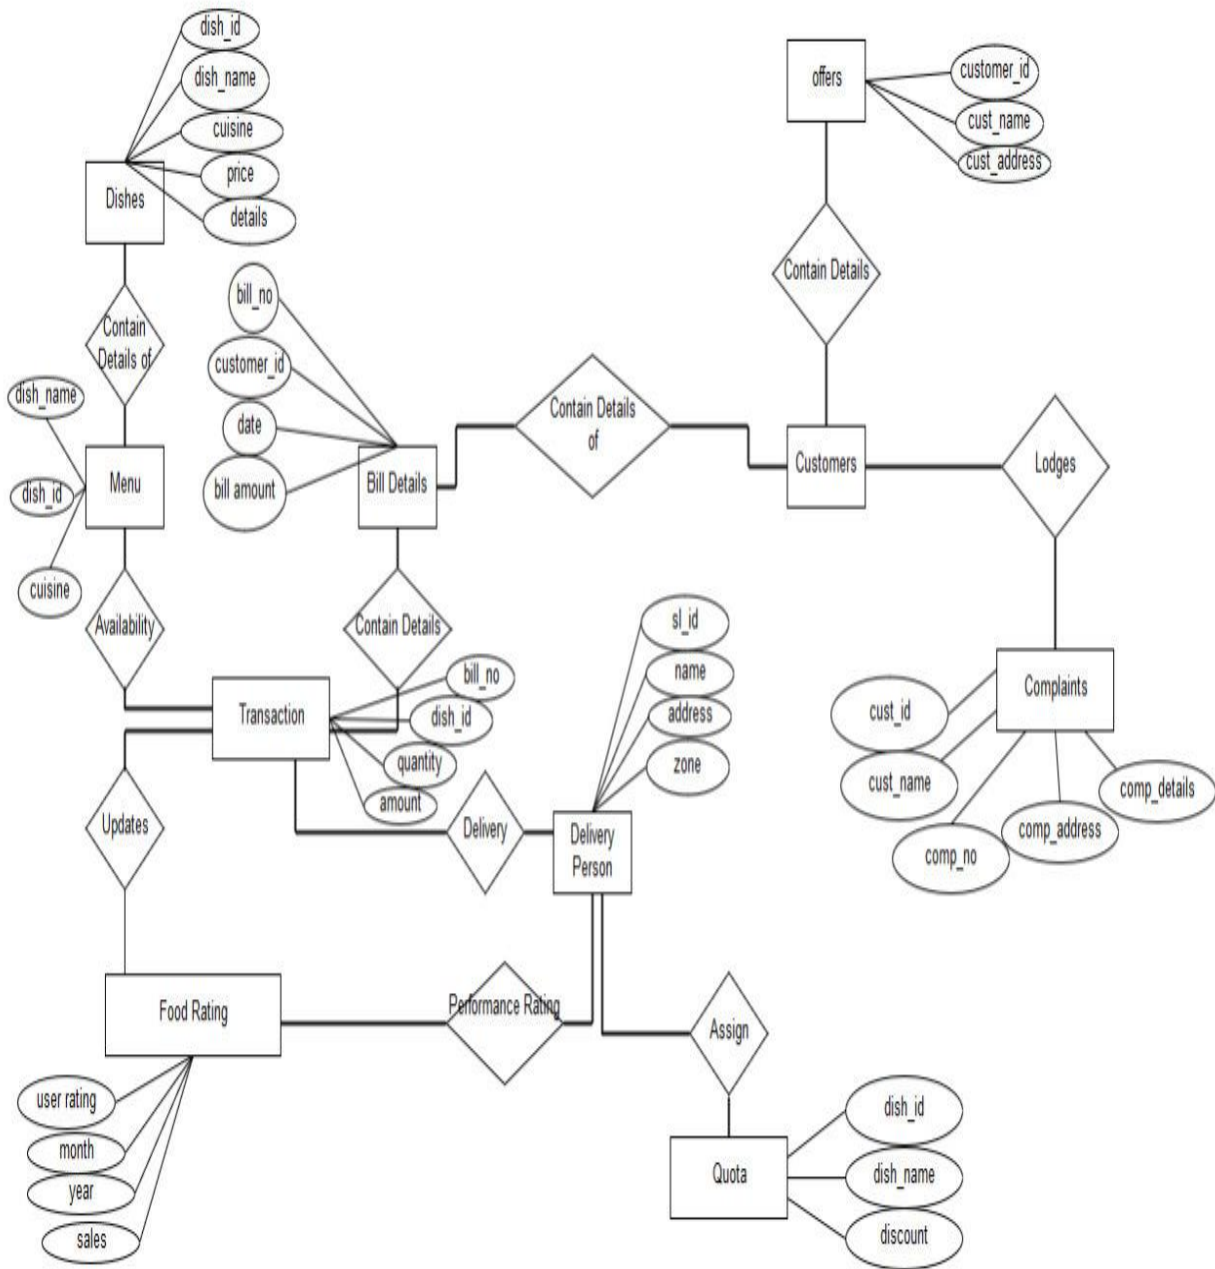 dish_id
dish_name
cuisine
price
details
Dishes
offers
customer_id
cust_name
cust_address
Contain
Details of
Contain Details
bill_no
customer_id
date
bill amount
dish_name
dish_id
cuisine
Menu
Bill Details
Contain Details
of
Customers
Lodges
Availability
Contain Details
sl_id
name
address
zone
Transaction
bill_no
dish_id
quantity
amount
Complaints
cust_id
cust_name
comp_no
comp_address
comp_details
Updates
Delivery
Delivery
Person
Food Rating
Performance Rating
Assign
user rating
month
year
sales
Quota
dish_id
dish_name
discount